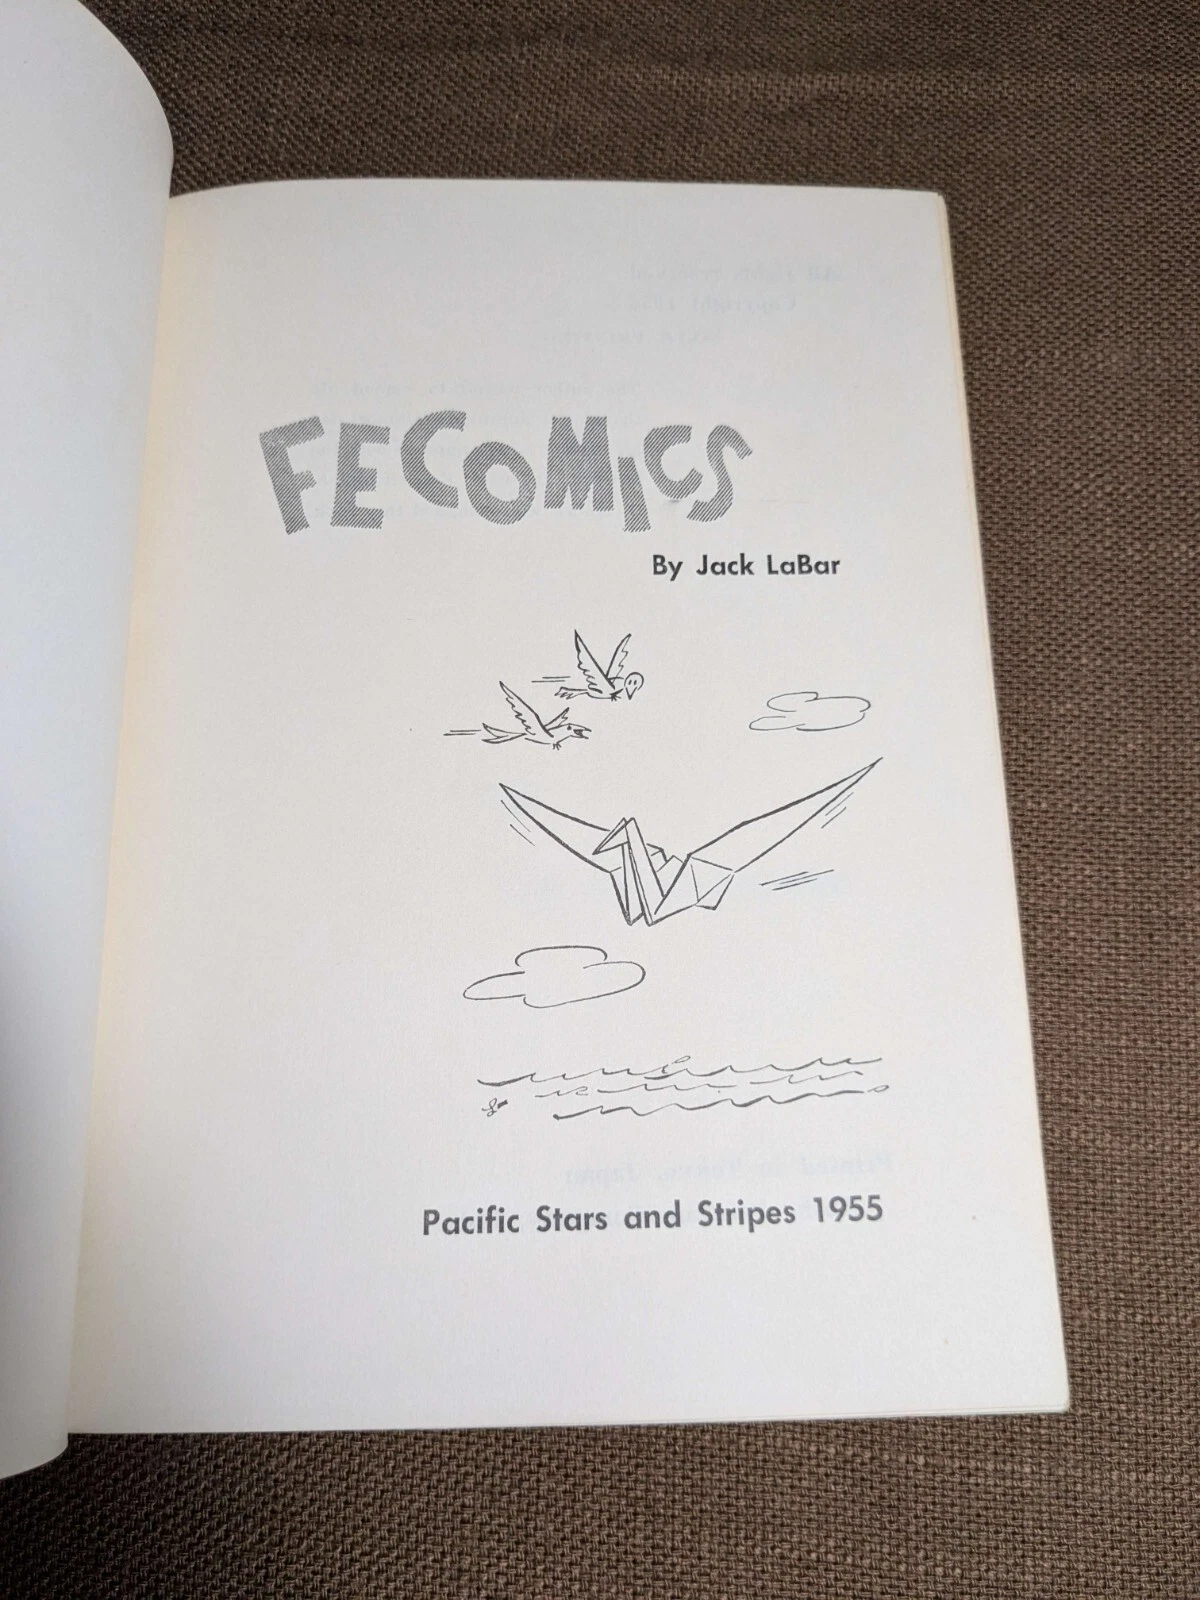 FECOMICS
By Jack LaBar
Pacific Stars and Stripes 1955